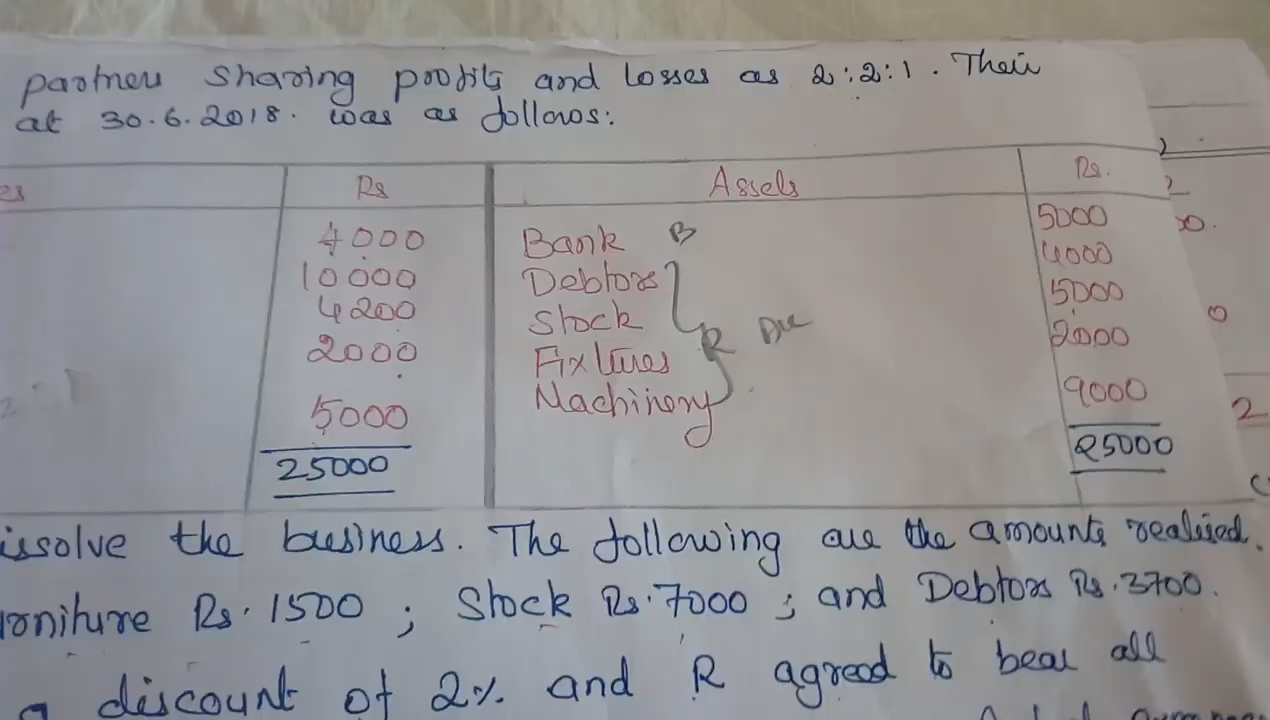 partners sharing profits and losses as 2:2:1. Their
at 30.6.2018. was as follows:
es Rs Assets Rs.
4000 Bank B 5000
10000 Debtors 4000
4200 Stock 5000
2000 Fixtures R 2000
5000 Machinery 9000
25000 25000
issolve the business. The following are the amounts realised.
urniture Rs. 1500 ; Stock Rs. 7000 ; and Debtors Rs. 3700.
a discount of 2% and R agreed to bear all